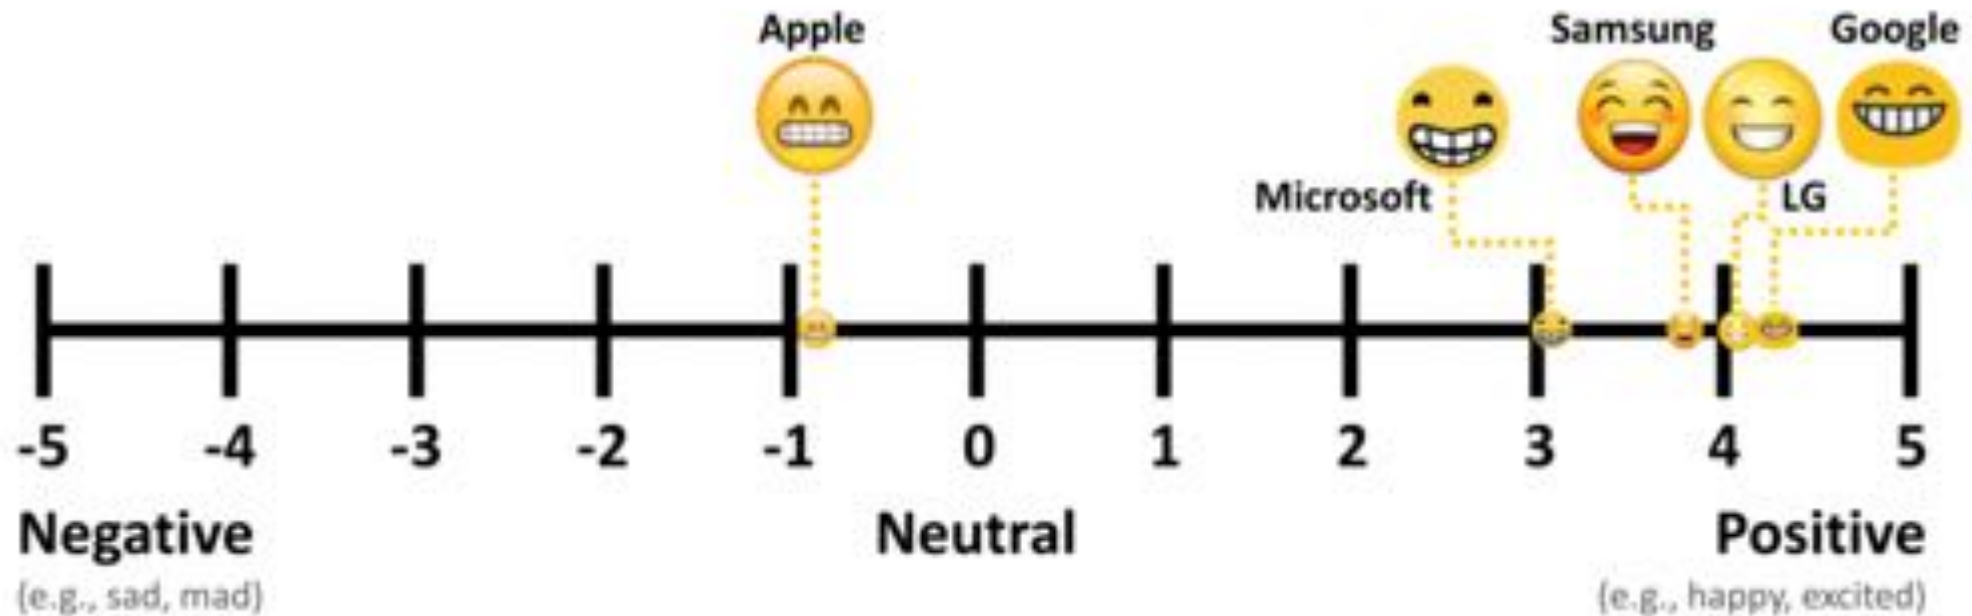 Apple
Samsung
Google
Microsoft
LG
-5 -4 -3 -2 -1 0 1 2 3 4 5
Negative Neutral Positive
(e.g., sad, mad) (e.g., happy, excited)